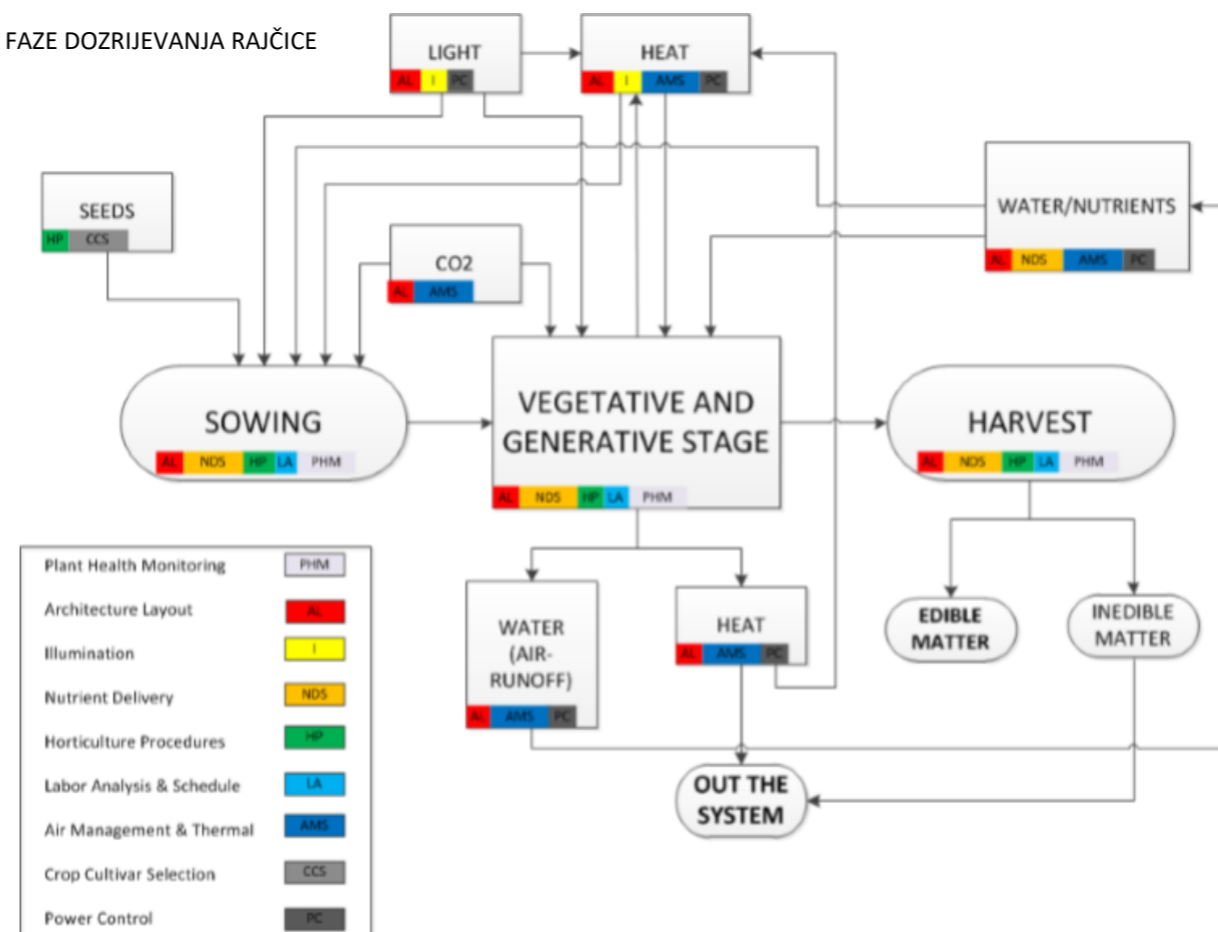 FAZE DOZRIJEVANJA RAJČICE
LIGHT
AL I PC
HEAT
AL I AMS PC
SEEDS
HP CCS
CO2
AL AMS
WATER/NUTRIENTS
AL NDS AMS PC
SOWING
AL NDS HP LA PHM
VEGETATIVE AND
GENERATIVE STAGE
AL NDS HP LA PHM
HARVEST
AL NDS HP LA PHM
WATER
(AIR-
RUNOFF)
AL AMS PC
HEAT
AL AMS PC
EDIBLE
MATTER
INEDIBLE
MATTER
OUT THE
SYSTEM
Plant Health Monitoring PHM
Architecture Layout AL
Illumination I
Nutrient Delivery NDS
Horticulture Procedures HP
Labor Analysis & Schedule LA
Air Management & Thermal AMS
Crop Cultivar Selection CCS
Power Control PC